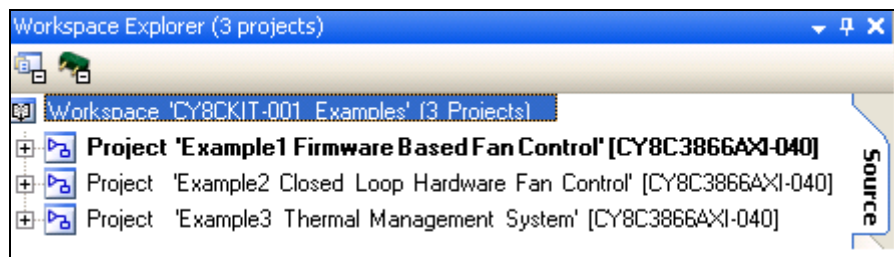 Workspace Explorer (3 projects)
Workspace 'CY8CKIT-001 Examples' (3 Projects)
Project 'Example1 Firmware Based Fan Control' [CY8C3866AXI-040]
Project 'Example2 Closed Loop Hardware Fan Control' [CY8C3866AXI-040]
Project 'Example3 Thermal Management System' [CY8C3866AXI-040]
Source